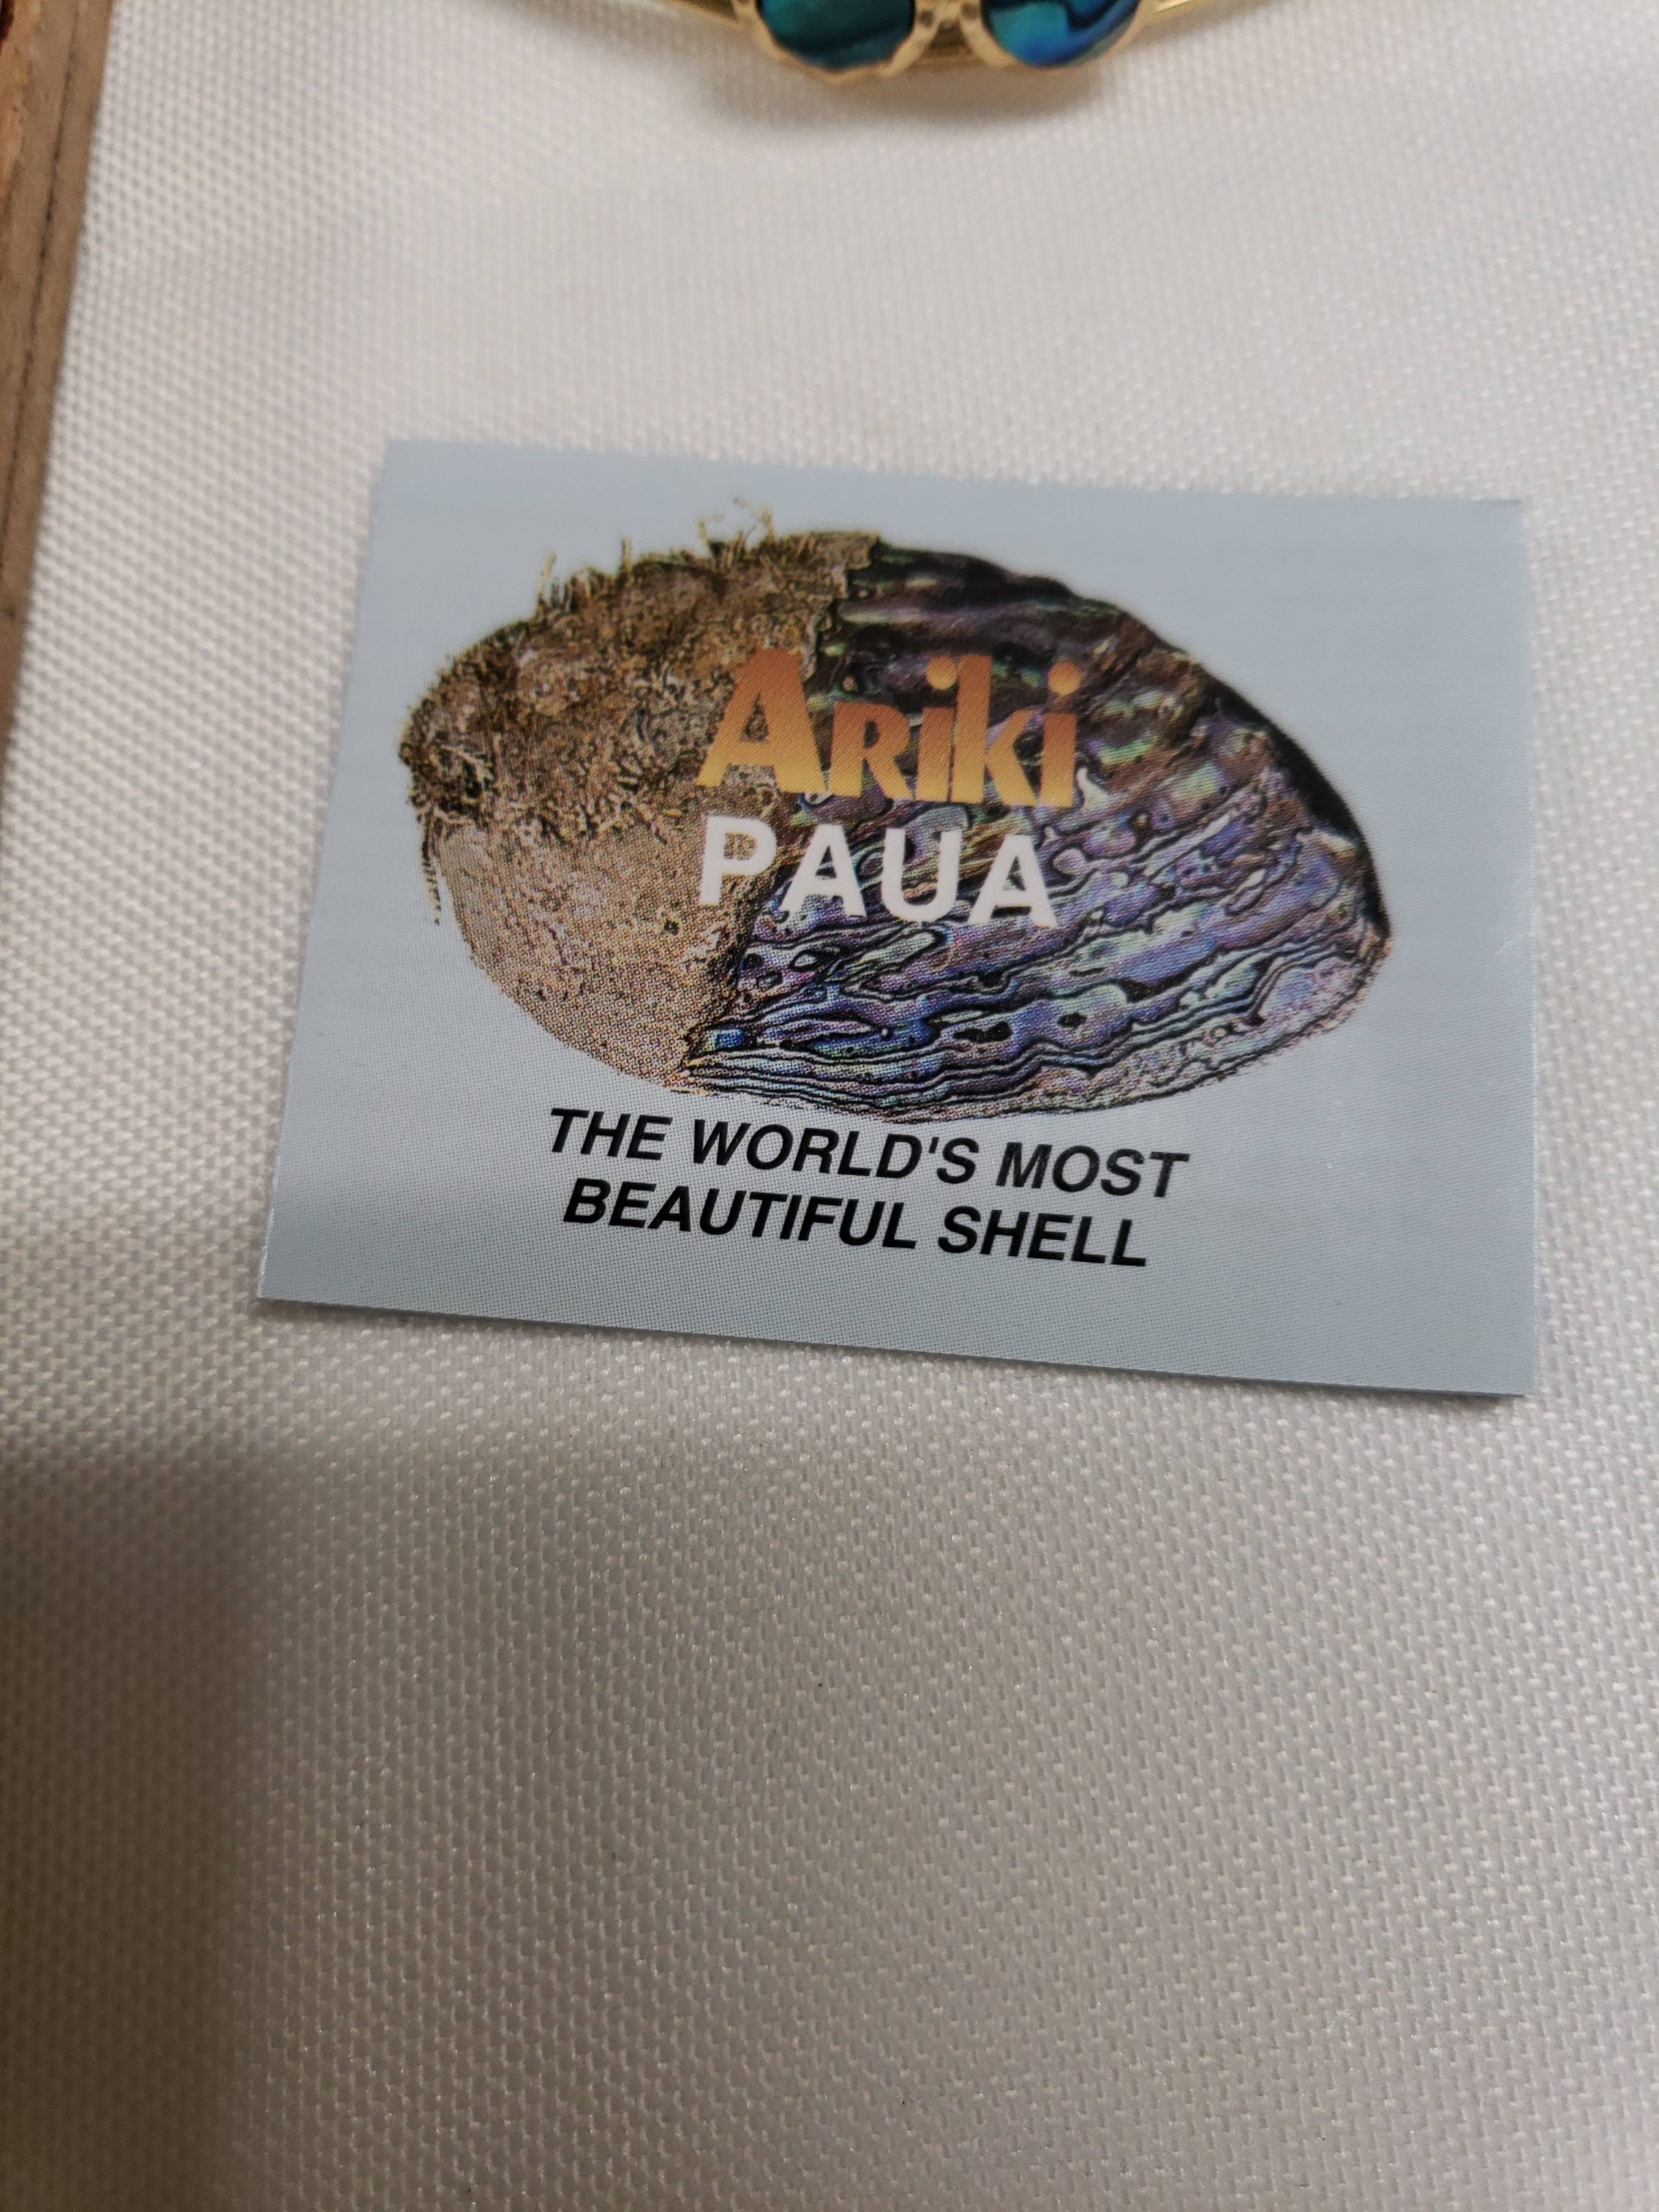 Ariki
PAUA
THE WORLD'S MOST
BEAUTIFUL SHELL